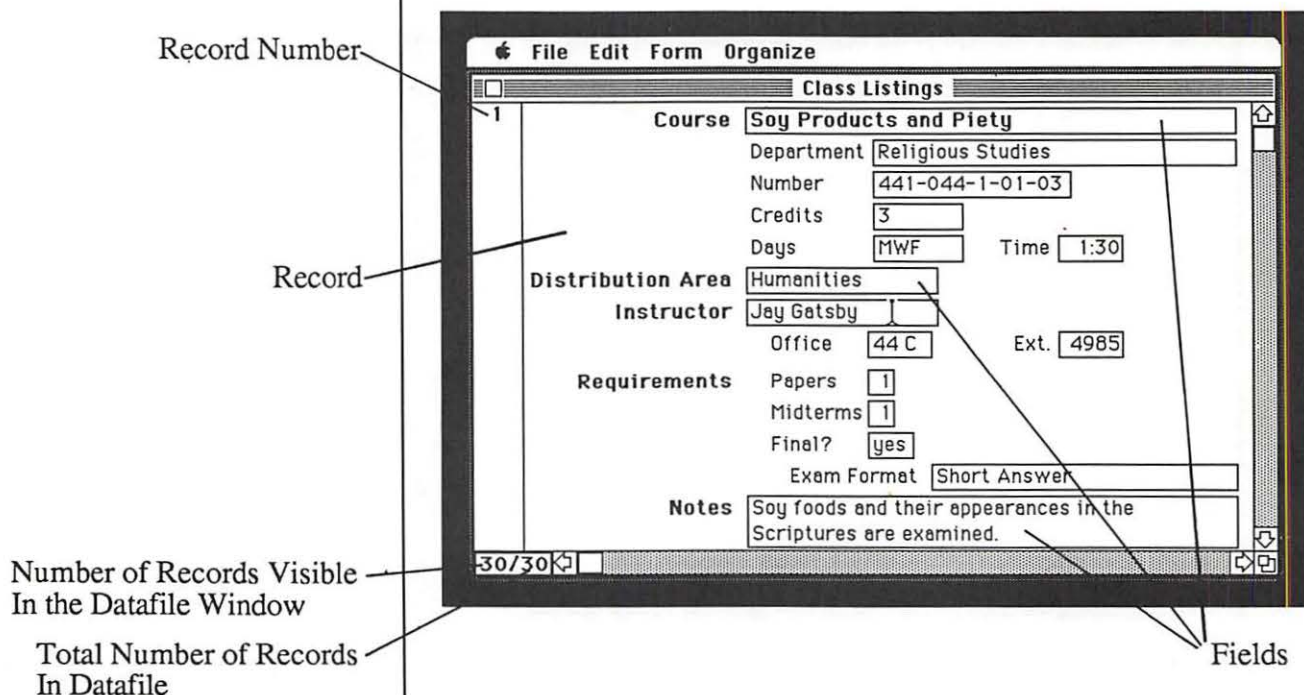 Record Number
File Edit Form Organize
Class Listings
1
Course Soy Products and Piety
Department Religious Studies
Number 441-044-1-01-03
Credits 3
Days MWF Time 1:30
Record
Distribution Area Humanities
Instructor Jay Gatsby
Office 44 C Ext. 4985
Requirements Papers 1
Midterms 1
Final? yes
Exam Format Short Answer
Notes Soy foods and their appearances in the
Scriptures are examined.
30/30
Number of Records Visible
In the Datafile Window
Total Number of Records
In Datafile
Fields